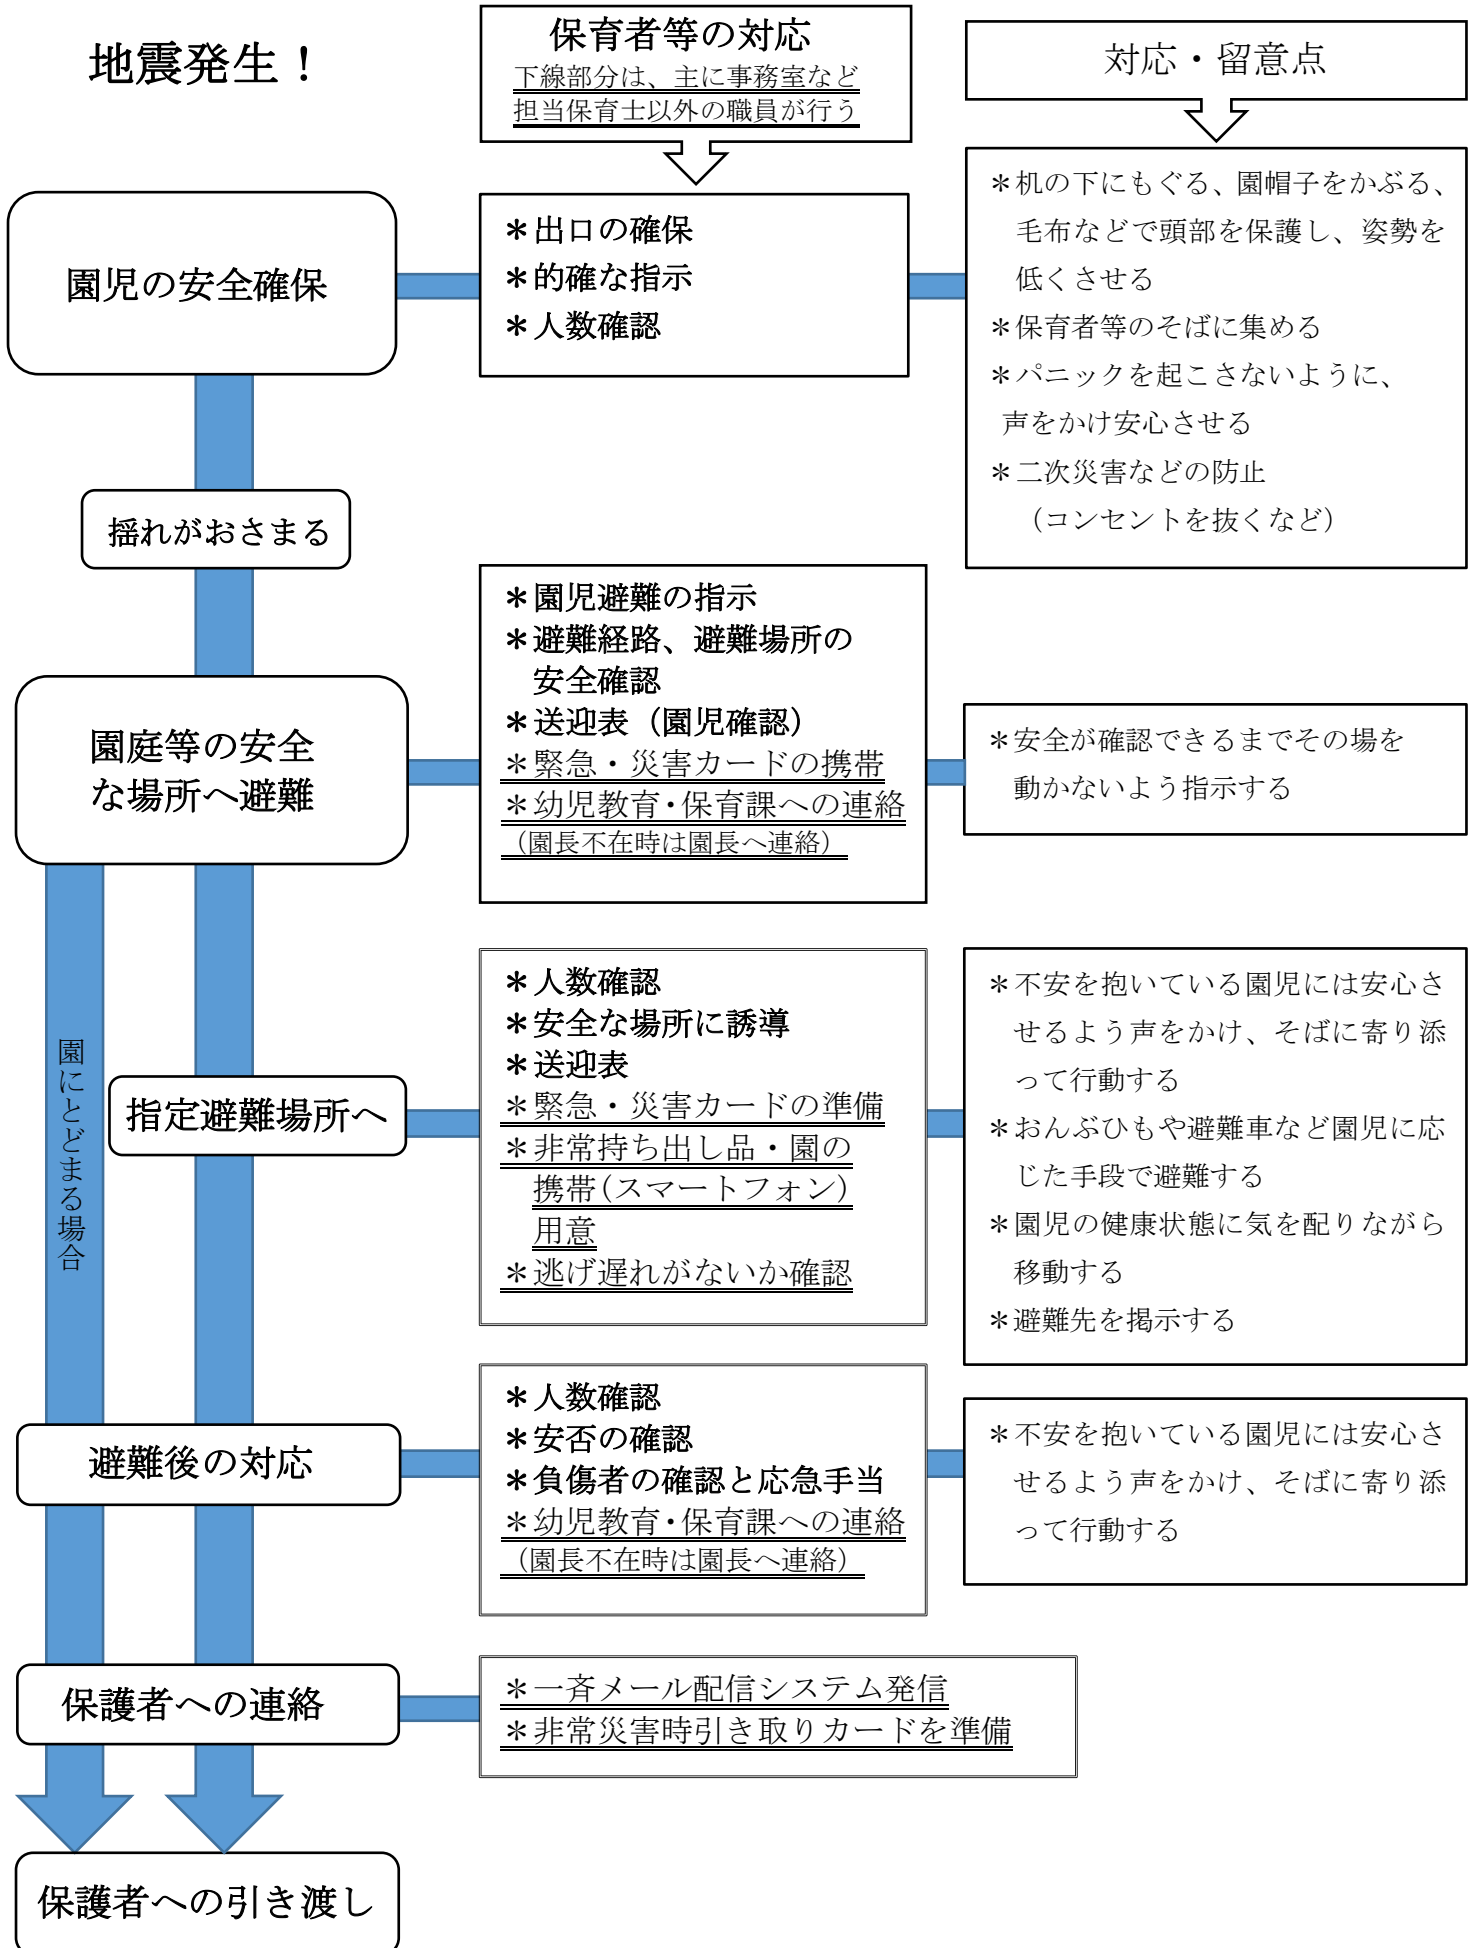 地震発生！
保育者等の対応
下線部分は、主に事務室など
担当保育士以外の職員が行う
対応・留意点
園児の安全確保
＊出口の確保
＊的確な指示
＊人数確認
＊机の下にもぐる、園帽子をかぶる、
毛布などで頭部を保護し、姿勢を
低くさせる
＊保育者等のそばに集める
＊パニックを起こさないように、
声をかけ安心させる
＊二次災害などの防止
（コンセントを抜くなど）
揺れがおさまる
園庭等の安全
な場所へ避難
＊園児避難の指示
＊避難経路、避難場所の
安全確認
＊送迎表（園児確認）
＊緊急・災害カードの携帯
＊幼児教育・保育課への連絡
（園長不在時は園長へ連絡）
＊安全が確認できるまでその場を
動かないよう指示する
園にとどまる場合
指定避難場所へ
＊人数確認
＊安全な場所に誘導
＊送迎表
＊緊急・災害カードの準備
＊非常持ち出し品・園の
携帯(スマートフォン)
用意
＊逃げ遅れがないか確認
＊不安を抱いている園児には安心さ
せるよう声をかけ、そばに寄り添
って行動する
＊おんぶひもや避難車など園児に応
じた手段で避難する
＊園児の健康状態に気を配りながら
移動する
＊避難先を掲示する
避難後の対応
＊人数確認
＊安否の確認
＊負傷者の確認と応急手当
＊幼児教育・保育課への連絡
（園長不在時は園長へ連絡）
＊不安を抱いている園児には安心さ
せるよう声をかけ、そばに寄り添
って行動する
保護者への連絡
＊一斉メール配信システム発信
＊非常災害時引き取りカードを準備
保護者への引き渡し